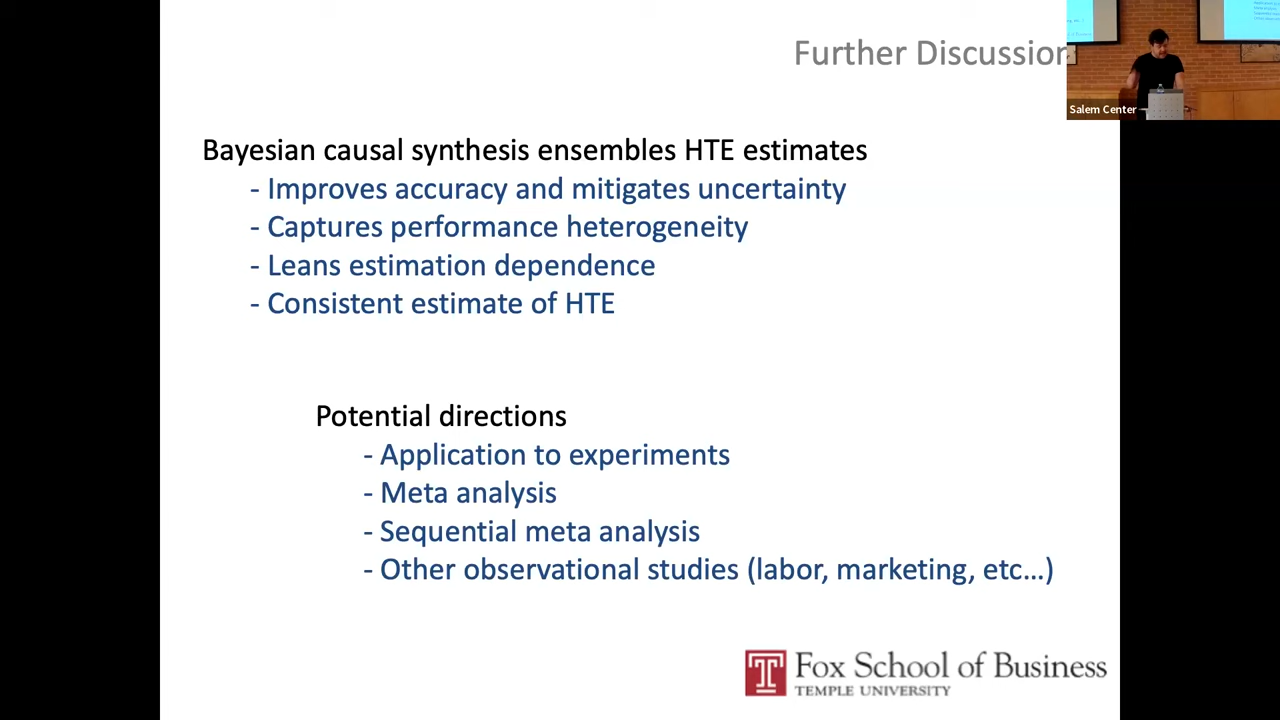 Further Discussion
Salem Center
Bayesian causal synthesis ensembles HTE estimates
- Improves accuracy and mitigates uncertainty
- Captures performance heterogeneity
- Leans estimation dependence
- Consistent estimate of HTE
Potential directions
- Application to experiments
- Meta analysis
- Sequential meta analysis
- Other observational studies (labor, marketing, etc...)
Fox School of Business
TEMPLE UNIVERSITY